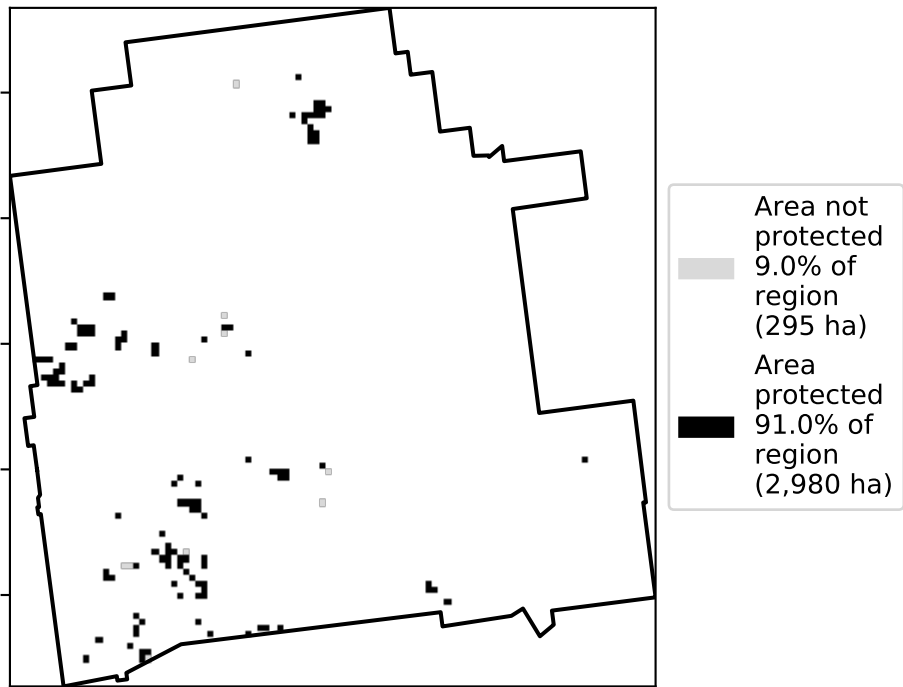 Area not
protected
9.0% of
region
(295 ha)
Area
protected
91.0% of
region
(2,980 ha)